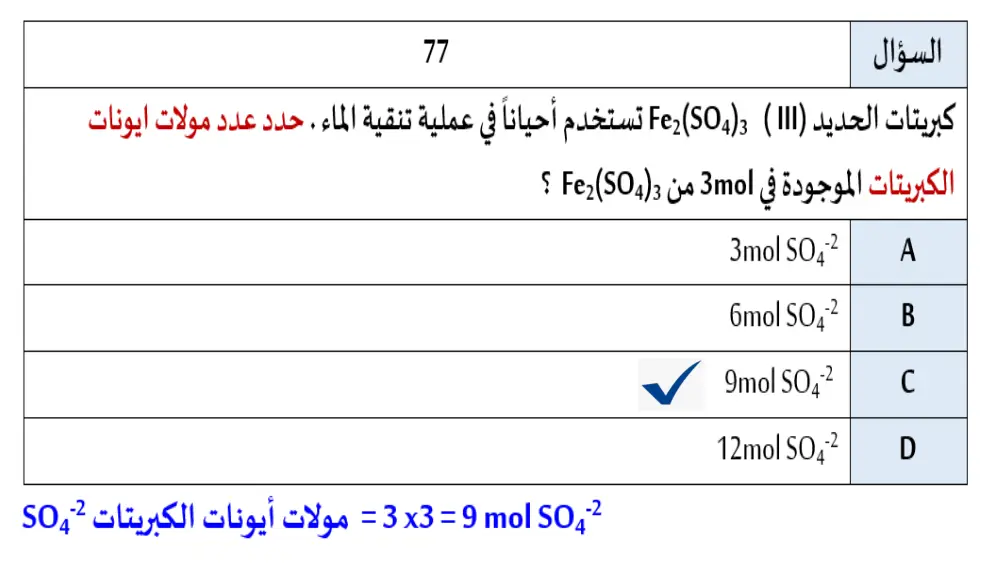 السؤال 77
كبريتات الحديد (III ) Fe₂(SO₄)₃ تستخدم أحياناً في عملية تنقية الماء . حدد عدد مولات ايونات
الكبريتات الموجودة في 3mol من Fe₂(SO₄)₃ ؟
A 3mol SO₄⁻²
B 6mol SO₄⁻²
C 9mol SO₄⁻²
D 12mol SO₄⁻²
مولات أيونات الكبريتات SO₄⁻² = 3 x3 = 9 mol SO₄⁻²